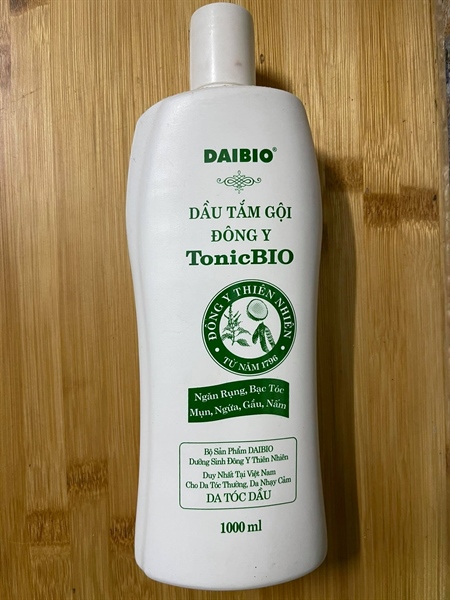 DAIBIO®
DẦU TẮM GỘI
ĐÔNG Y
TonicBIO
ĐÔNG Y THIÊN NHIÊN
TỪ NĂM 1796
Ngăn Rụng, Bạc Tóc
Mụn, Ngừa, Gầu, Nấm
Bộ Sản Phẩm DAIBIO
Dưỡng Sinh Đông Y Thiên Nhiên
Duy Nhất Tại Việt Nam
Cho Da Tóc Thường, Da Nhạy Cảm
DA TÓC DẦU
1000 ml